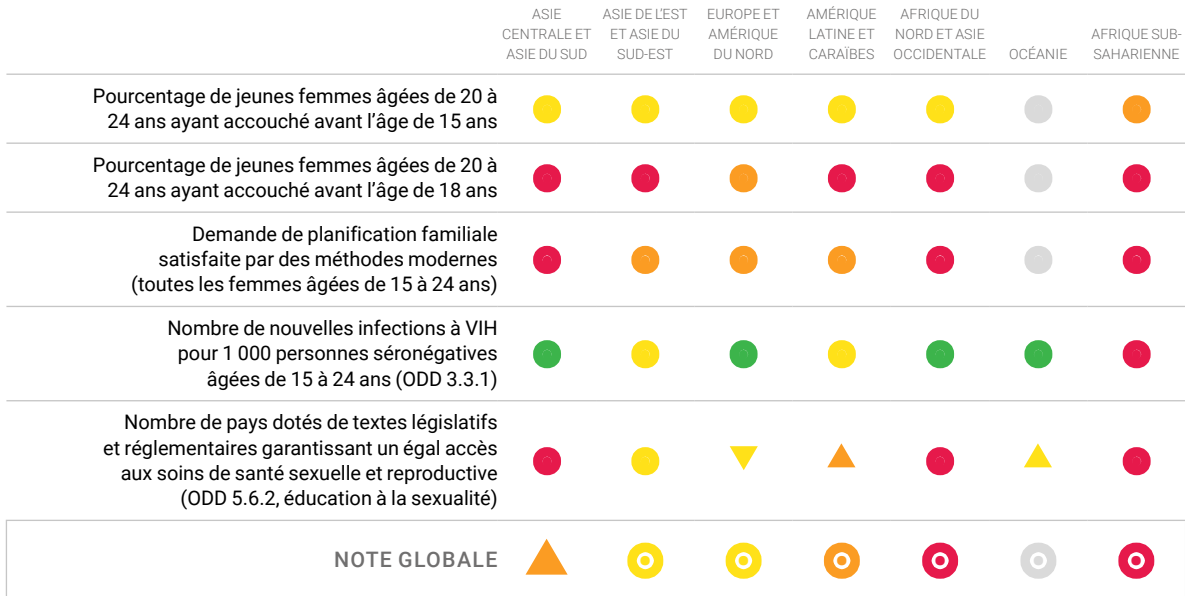 ASIE
CENTRALE ET
ASIE DU SUD
ASIE DE L'EST
ET ASIE DU
SUD-EST
EUROPE ET
AMÉRIQUE
DU NORD
AMÉRIQUE
LATINE ET
CARAÏBES
AFRIQUE DU
NORD ET ASIE
OCCIDENTALE
OCÉANIE
AFRIQUE SUB-
SAHARIENNE
Pourcentage de jeunes femmes âgées de 20 à
24 ans ayant accouché avant l'âge de 15 ans
Pourcentage de jeunes femmes âgées de 20 à
24 ans ayant accouché avant l'âge de 18 ans
Demande de planification familiale
satisfaite par des méthodes modernes
(toutes les femmes âgées de 15 à 24 ans)
Nombre de nouvelles infections à VIH
pour 1 000 personnes séronégatives
âgées de 15 à 24 ans (ODD 3.3.1)
Nombre de pays dotés de textes législatifs
et réglementaires garantissant un égal accès
aux soins de santé sexuelle et reproductive
(ODD 5.6.2, éducation à la sexualité)
NOTE GLOBALE